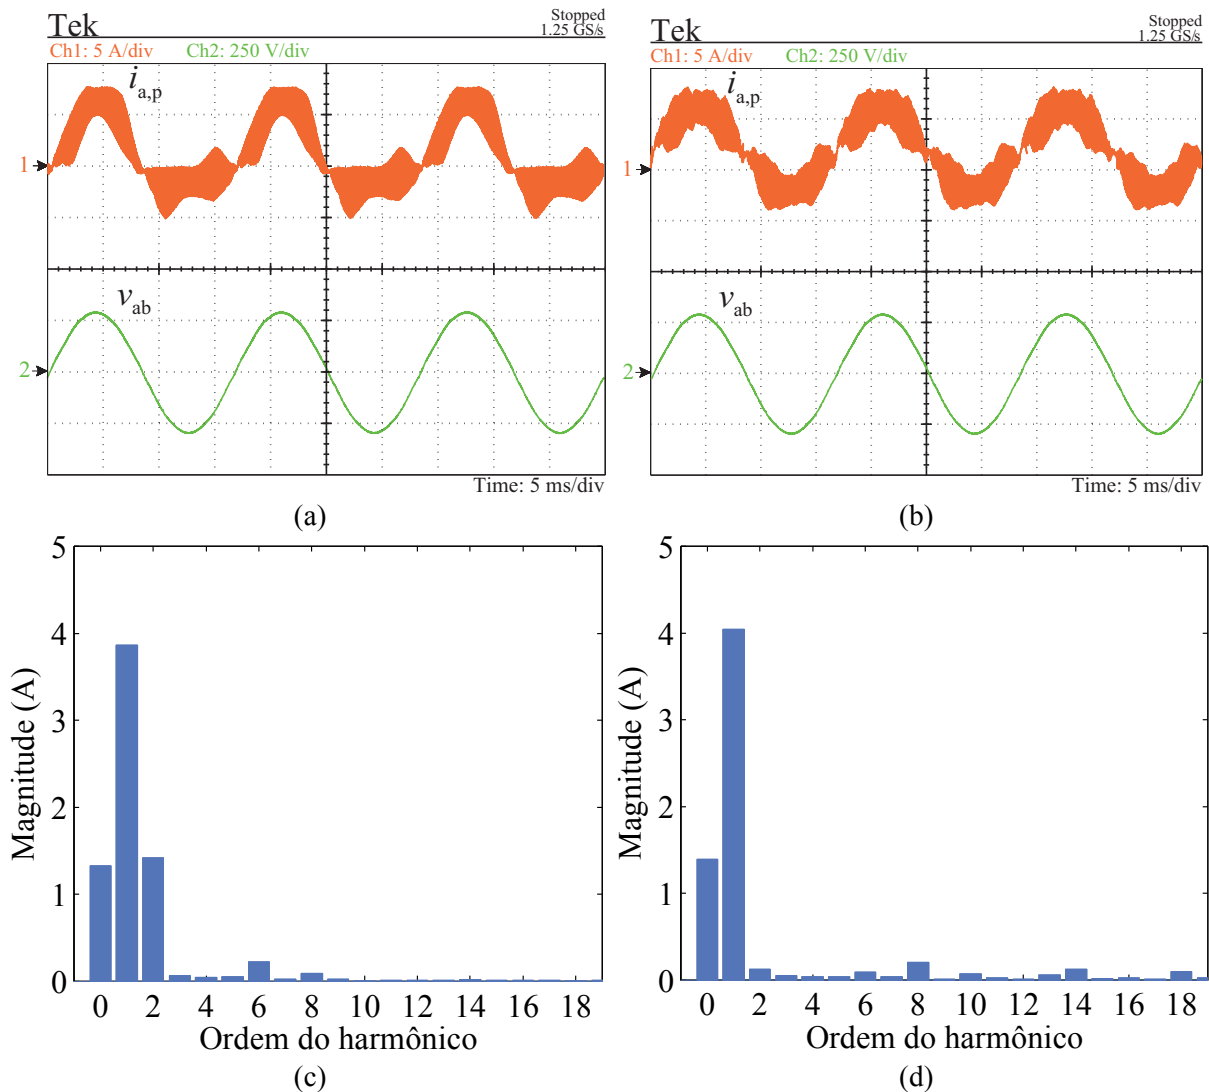 Tek
Stopped
1.25 GS/s
Ch1: 5 A/div Ch2: 250 V/div
i a,p
1
v ab
2
Time: 5 ms/div
(a)
Tek
Stopped
1.25 GS/s
Ch1: 5 A/div Ch2: 250 V/div
i a,p
1
v ab
2
Time: 5 ms/div
(b)
Magnitude (A)
5
4
3
2
1
0
0 2 4 6 8 10 12 14 16 18
Ordem do harmônico
(c)
Magnitude (A)
5
4
3
2
1
0
0 2 4 6 8 10 12 14 16 18
Ordem do harmônico
(d)